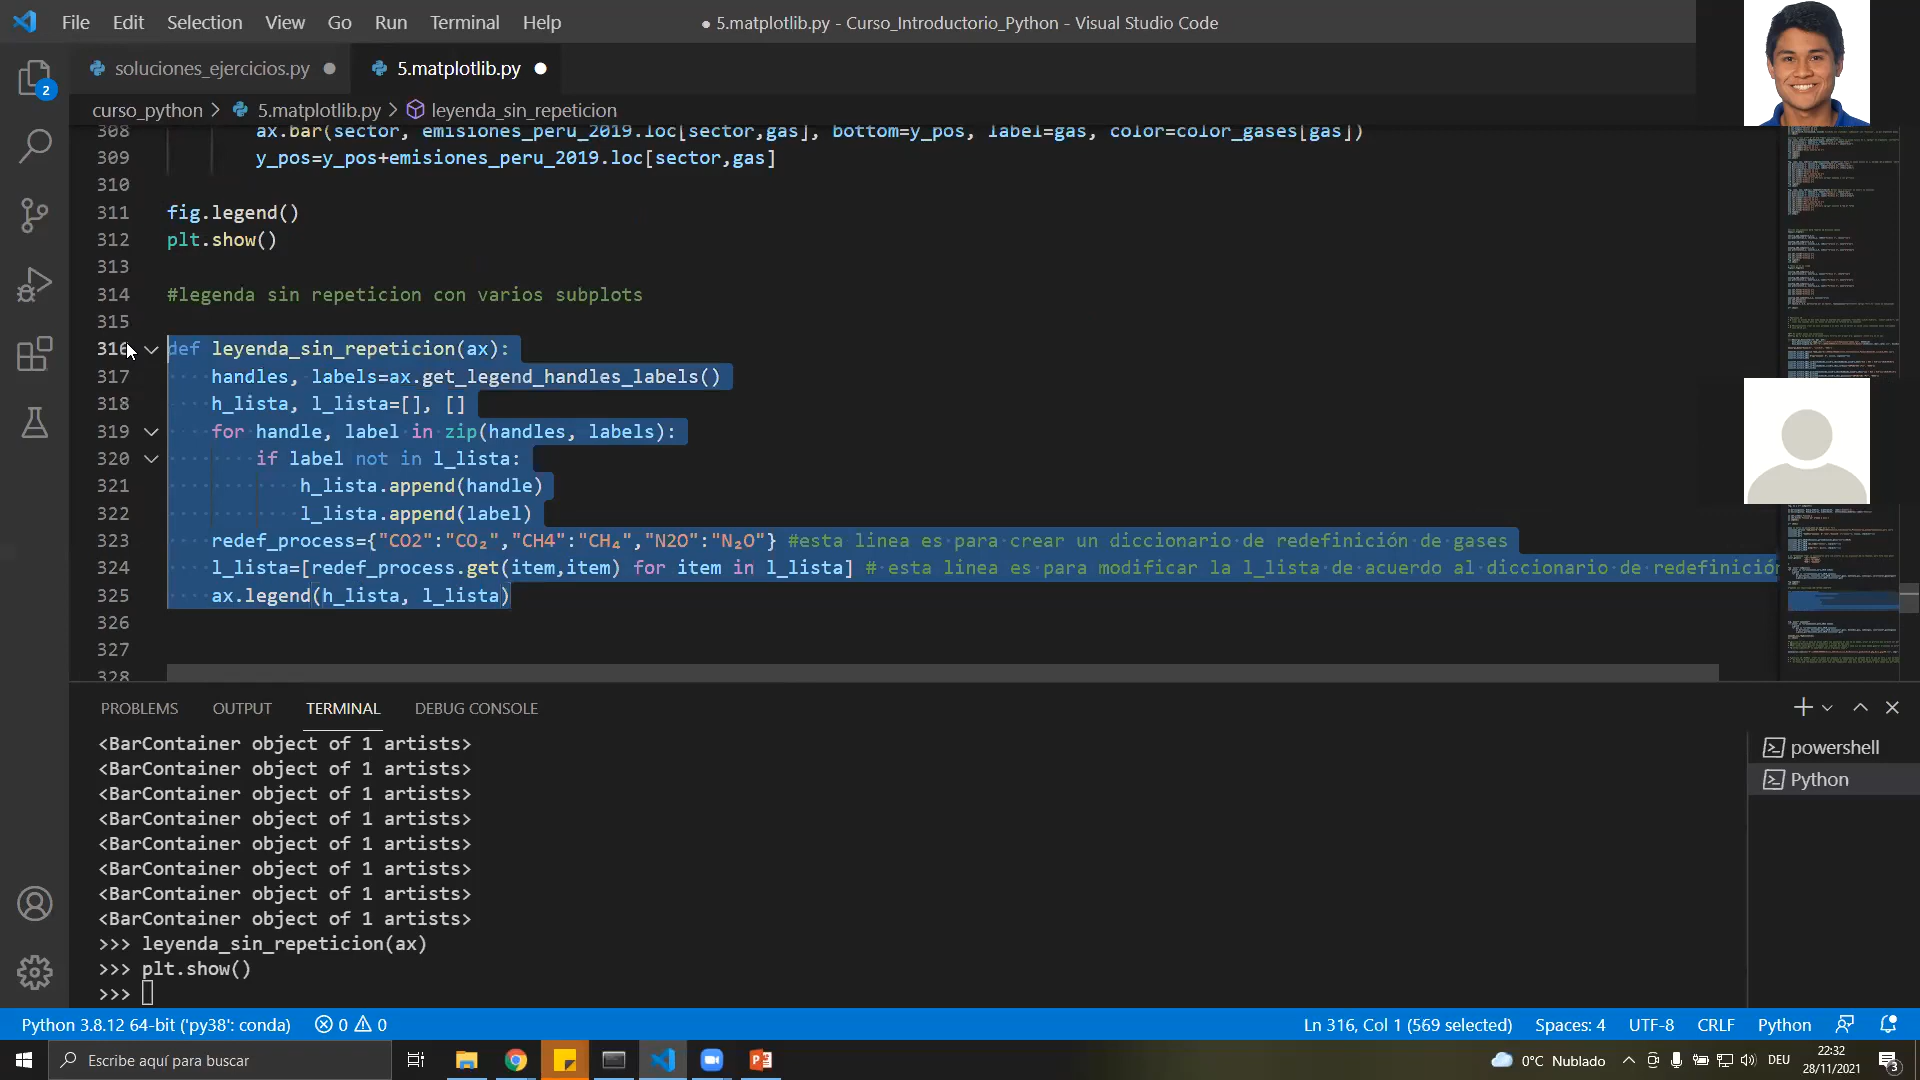 File Edit Selection View Go Run Terminal Help
● 5.matplotlib.py - Curso_Introductorio_Python - Visual Studio Code
soluciones_ejercicios.py
5.matplotlib.py
curso_python > 5.matplotlib.py > leyenda_sin_repeticion
308 ax.bar(sector, emisiones_peru_2019.loc[sector,gas], bottom=y_pos, label=gas, color=color_gases[gas])
309 y_pos=y_pos+emisiones_peru_2019.loc[sector,gas]
310
311 fig.legend()
312 plt.show()
313
314 #legenda sin repeticion con varios subplots
315
316 def leyenda_sin_repeticion(ax):
317 handles, labels=ax.get_legend_handles_labels()
318 h_lista, l_lista=[], []
319 for handle, label in zip(handles, labels):
320 if label not in l_lista:
321 h_lista.append(handle)
322 l_lista.append(label)
323 redef_process={"CO2":"CO₂","CH4":"CH₄","N2O":"N₂O"} #esta linea es para crear un diccionario de redefinición de gases
324 l_lista=[redef_process.get(item,item) for item in l_lista] # esta linea es para modificar la l_lista de acuerdo al diccionario de redefinición
325 ax.legend(h_lista, l_lista)
326
327
328
2
PROBLEMS OUTPUT TERMINAL DEBUG CONSOLE
<BarContainer object of 1 artists>
<BarContainer object of 1 artists>
<BarContainer object of 1 artists>
<BarContainer object of 1 artists>
<BarContainer object of 1 artists>
<BarContainer object of 1 artists>
<BarContainer object of 1 artists>
<BarContainer object of 1 artists>
>>> leyenda_sin_repeticion(ax)
>>> plt.show()
>>>
powershell
Python
Python 3.8.12 64-bit ('py38': conda) 0 0
Ln 316, Col 1 (569 selected) Spaces: 4 UTF-8 CRLF Python
Escribe aquí para buscar
0°C Nublado
DEU
22:32
28/11/2021
3